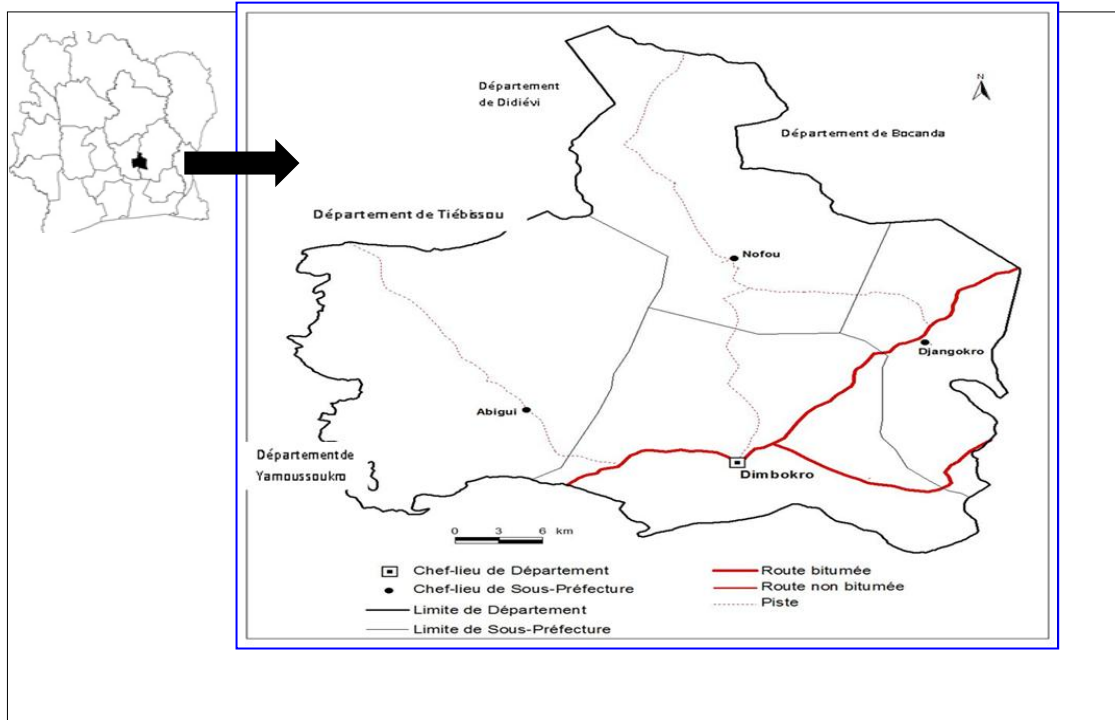 Département
de Didiévi
N
Département de Bocanda
Département de Tiébissou
Nofou
Djangokro
Abigui
Département de
Yamoussoukro
Dimbokro
0 3 6 km
Chef-lieu de Département
Chef-lieu de Sous-Préfecture
Limite de Département
Limite de Sous-Préfecture
Route bitumée
Route non bitumée
Piste